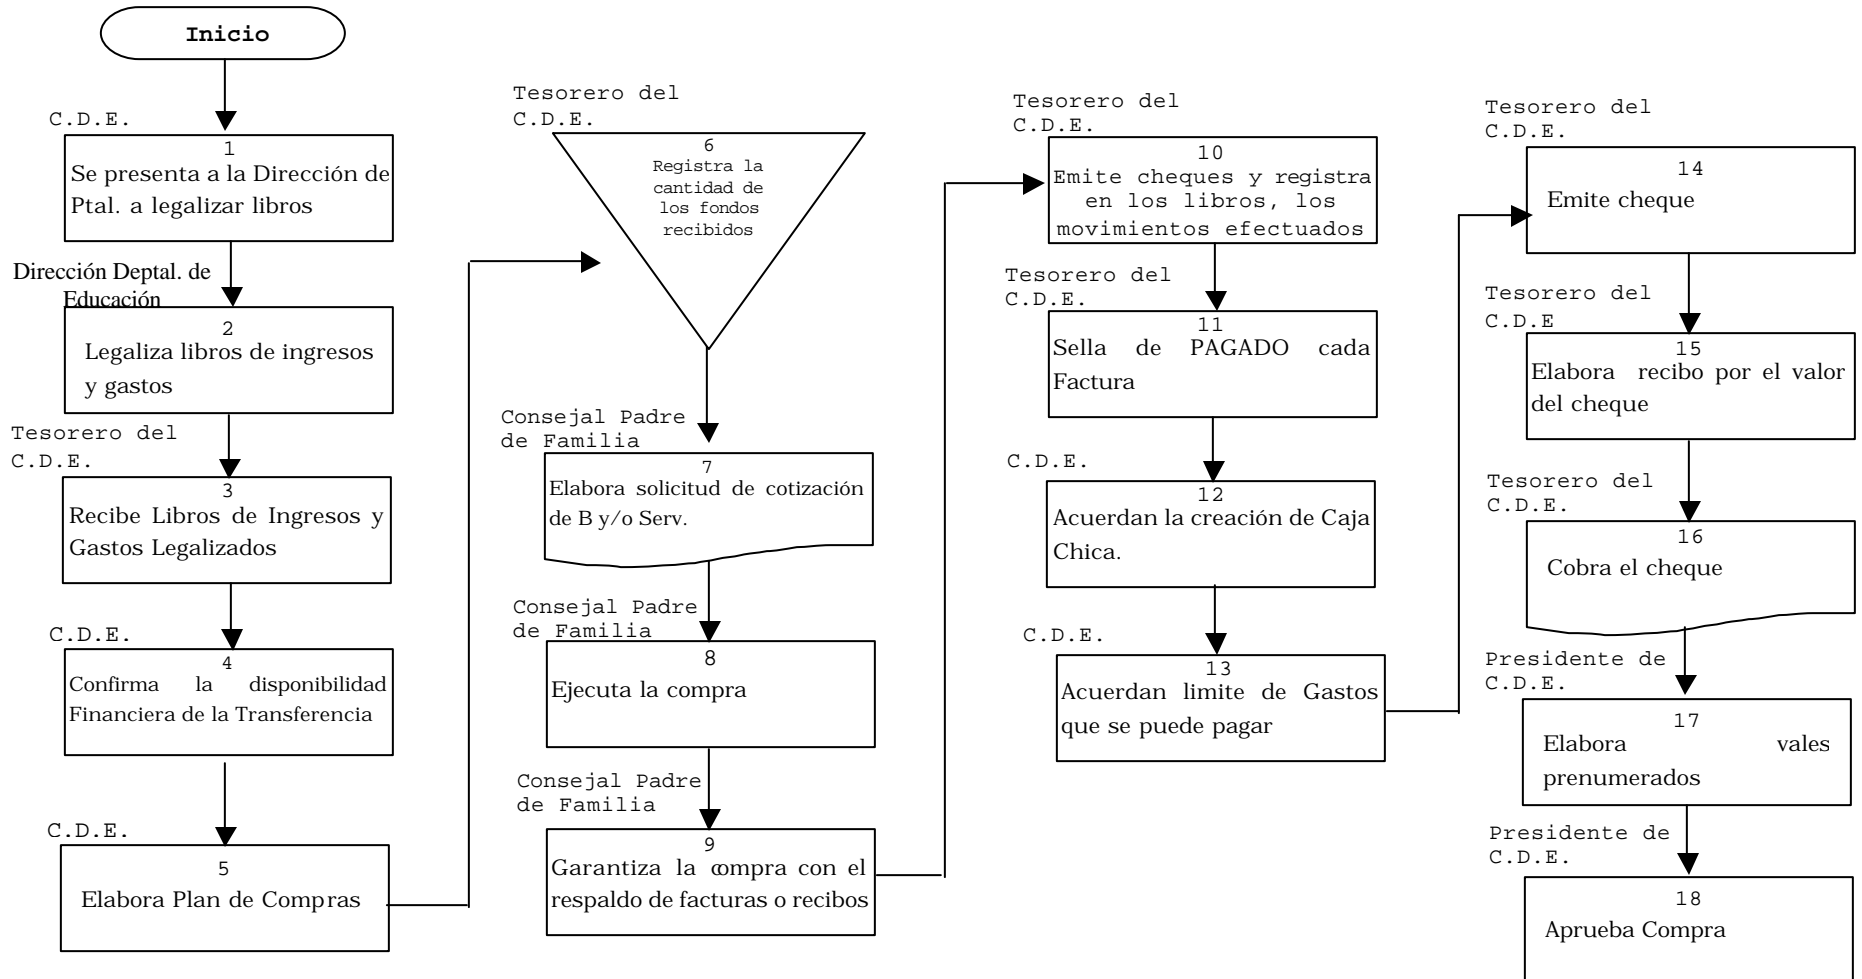 Inicio
C.D.E.
1
Se presenta a la Dirección de
Ptal. a legalizar libros
Dirección Deptal. de
Educación
2
Legaliza libros de ingresos
y gastos
Tesorero del
C.D.E.
3
Recibe Libros de Ingresos y
Gastos Legalizados
C.D.E.
4
Confirma la disponibilidad
Financiera de la Transferencia
C.D.E.
5
Elabora Plan de Compras
Tesorero del
C.D.E.
6
Registra la
cantidad de
los fondos
recibidos
Consejal Padre
de Familia
7
Elabora solicitud de cotización
de B y/o Serv.
Consejal Padre
de Familia
8
Ejecuta la compra
Consejal Padre
de Familia
9
Garantiza la compra con el
respaldo de facturas o recibos
Tesorero del
C.D.E.
10
Emite cheques y registra
en los libros, los
movimientos efectuados
Tesorero del
C.D.E.
11
Sella de PAGADO cada
Factura
C.D.E.
12
Acuerdan la creación de Caja
Chica.
C.D.E.
13
Acuerdan limite de Gastos
que se puede pagar
Tesorero del
C.D.E.
14
Emite cheque
Tesorero del
C.D.E
15
Elabora recibo por el valor
del cheque
Tesorero del
C.D.E.
16
Cobra el cheque
Presidente de
C.D.E.
17
Elabora vales
prenumerados
Presidente de
C.D.E.
18
Aprueba Compra